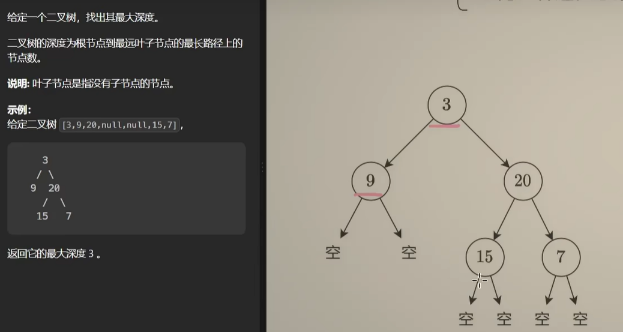 给定一个二叉树，找出其最大深度。
二叉树的深度为根节点到最远叶子节点的最长路径上的
节点数。
说明: 叶子节点是指没有子节点的节点。
示例：
给定二叉树 [3,9,20,null,null,15,7]，
3
/ \
9 20
/ \
15 7
返回它的最大深度 3 。
3
9 20
空 空 15 7
空 空 空 空